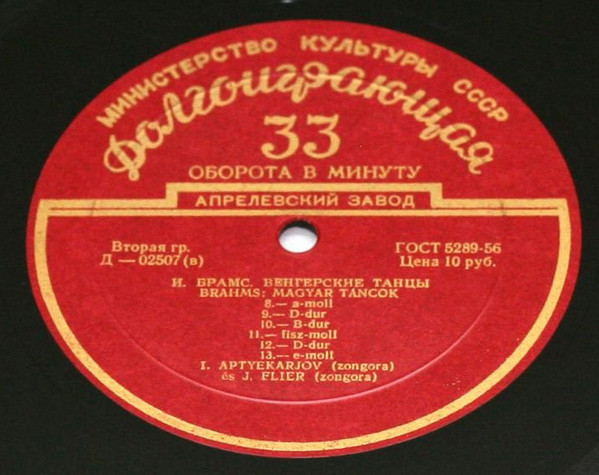 МИНИСТЕРСТВО КУЛЬТУРЫ СССР
Долгоиграющая
33
ОБОРОТА В МИНУТУ
АПРЕЛЕВСКИЙ ЗАВОД
Вторая гр. ГОСТ 5289-56
Д — 02507 (в) Цена 10 руб.
И. БРАМС. ВЕНГЕРСКИЕ ТАНЦЫ
BRAHMS: MAGYAR TANCOK
8.— a-moll
9.— D-dur
10.— B-dur
11.— fisz-moll
12.— D-dur
13.— e-moll
I. APTYEKARJOV (zongora)
és J. FLIER (zongora)